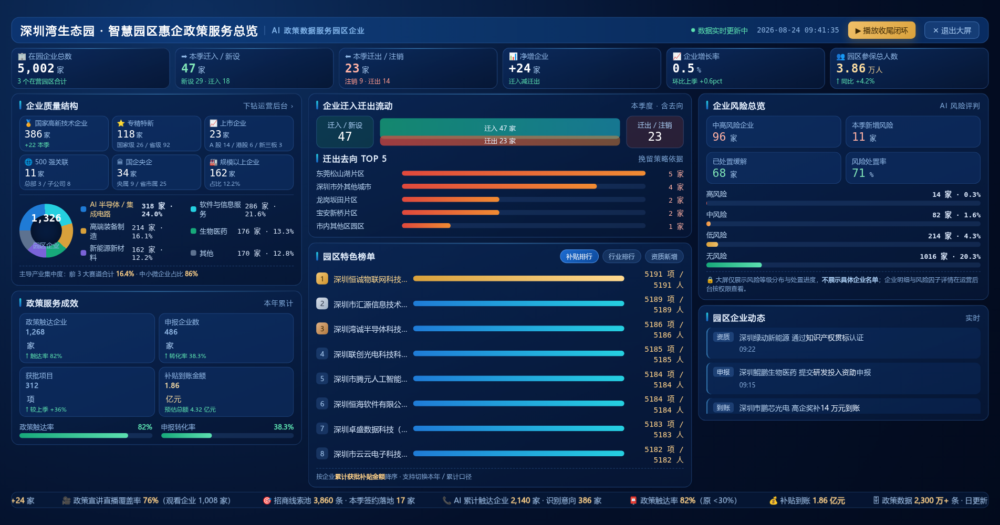 深圳湾生态园 · 智慧园区惠企政策服务总览
AI 政策数据服务园区企业
数据实时更新中
2026-08-24 09:41:35
▶ 播放收尾闭环
✕ 退出大屏
在园企业总数
5,002 家
3 个在营园区合计
本季迁入 / 新设
47 家
新设 29 · 迁入 18
本季迁出 / 注销
23 家
注销 9 · 迁出 14
净增企业
+24 家
迁入减迁出
企业增长率
0.5 %
环比上季 +0.6pct
园区参保总人数
3.86 万人
↑ 同比 +4.2%
企业质量结构
下钻运营后台 ›
国家高新技术企业
386 家
+22 本季
专精特新
118 家
国家级 26 / 省级 92
上市企业
23 家
A 股 14 / 港股 6 / 新三板 3
500 强关联
11 家
总部 3 / 子公司 8
国企央企
34 家
央属 9 / 省市属 25
规模以上企业
162 家
占比 12.2%
1,326
园区企业
AI 半导体 / 集成电路
318 家 · 24.0%
软件与信息服务
286 家 · 21.6%
高端装备制造
214 家 · 16.1%
生物医药
176 家 · 13.3%
新能源新材料
162 家 · 12.2%
其他
170 家 · 12.8%
主导产业集中度：前 3 大赛道合计 16.4% · 中小微企业占比 86%
政策服务成效
本年累计
政策触达企业
1,268
家
↑ 触达率 82%
申报企业数
486
家
↑ 转化率 38.3%
获批项目
312
项
↑ 较上季 +36%
补贴到账金额
1.86
亿元
预估总额 4.32 亿元
政策触达率
82%
申报转化率
38.3%
企业迁入迁出流动
本季度 · 含去向
迁入 / 新设
47
迁入 47 家
迁出 23 家
迁出 / 注销
23
迁出去向 TOP 5
挽留策略依据
东莞松山湖片区
5 家
深圳市外其他城市
4 家
龙岗坂田片区
2 家
宝安新桥片区
2 家
市内其他区园区
1 家
园区特色榜单
补贴排行
行业排行
资质新增
1
深圳恒诚物联网科技...
5191 项 /
5191 人
2
深圳市汇源信息技术...
5189 项 /
5189 人
3
深圳湾诚半导体科技...
5186 项 /
5186 人
4
深圳联创光电科技科...
5185 项 /
5185 人
5
深圳市腾元人工智能...
5184 项 /
5184 人
6
深圳恒海软件有限公...
5184 项 /
5184 人
7
深圳卓盛数据科技（...
5183 项 /
5183 人
8
深圳市云云电子科技...
5182 项 /
5182 人
按企业累计获批补贴金额降序 · 支持切换本年 / 累计口径
企业风险总览
AI 风险评判
中高风险企业
96 家
本季新增风险
11 家
已处置缓解
68 家
风险处置率
71 %
高风险
14 家 · 0.3%
中风险
82 家 · 1.6%
低风险
214 家 · 4.3%
无风险
1016 家 · 20.3%
大屏仅展示风险等级分布与处置进度，不展示具体企业名单；企业明细与风险因子详情在运营后
台按权限查看。
园区企业动态
实时
资质
深圳绿动新能源 通过知识产权贯标认证
09:22
申报
深圳鲲鹏生物医药 提交研发投入资助申报
09:15
到账
深圳市鹏芯光电 高企奖补14 万元到账
+24 家
政策宣讲直播覆盖率 76%（观看企业 1,008 家）
招商线索池 3,860 条 · 本季签约落地 17 家
AI 累计触达企业 2,140 家 · 识别意向 386 家
政策触达率 82%（原 <30%）
补贴到账 1.86 亿元
政策数据 2,300 万+ 条 · 日更新